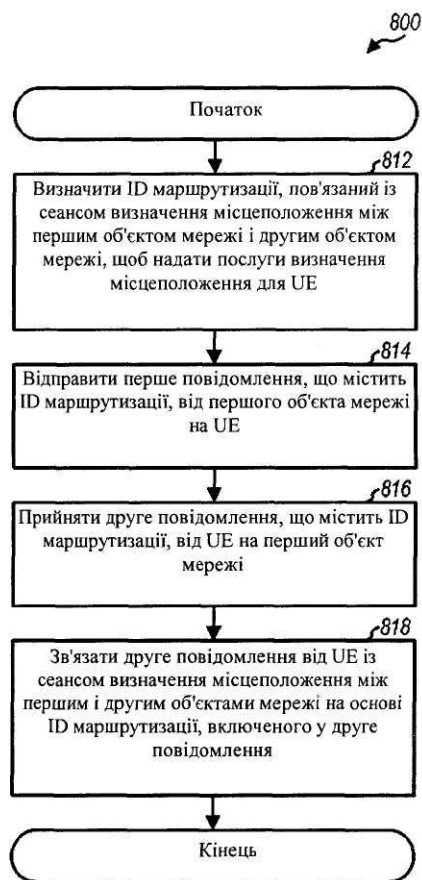 800
Початок
812
Визначити ID маршрутизації, пов'язаний із
сеансом визначення місцеположення між
першим об'єктом мережі і другим об'єктом
мережі, щоб надати послуги визначення
місцеположення для UE
814
Відправити перше повідомлення, що містить
ID маршрутизації, від першого об'єкта мережі
на UE
816
Прийняти друге повідомлення, що містить ID
маршрутизації, від UE на перший об'єкт
мережі
818
Зв'язати друге повідомлення від UE із
сеансом визначення місцеположення між
першим і другим об'єктами мережі на основі
ID маршрутизації, включеного у друге
повідомлення
Кінець